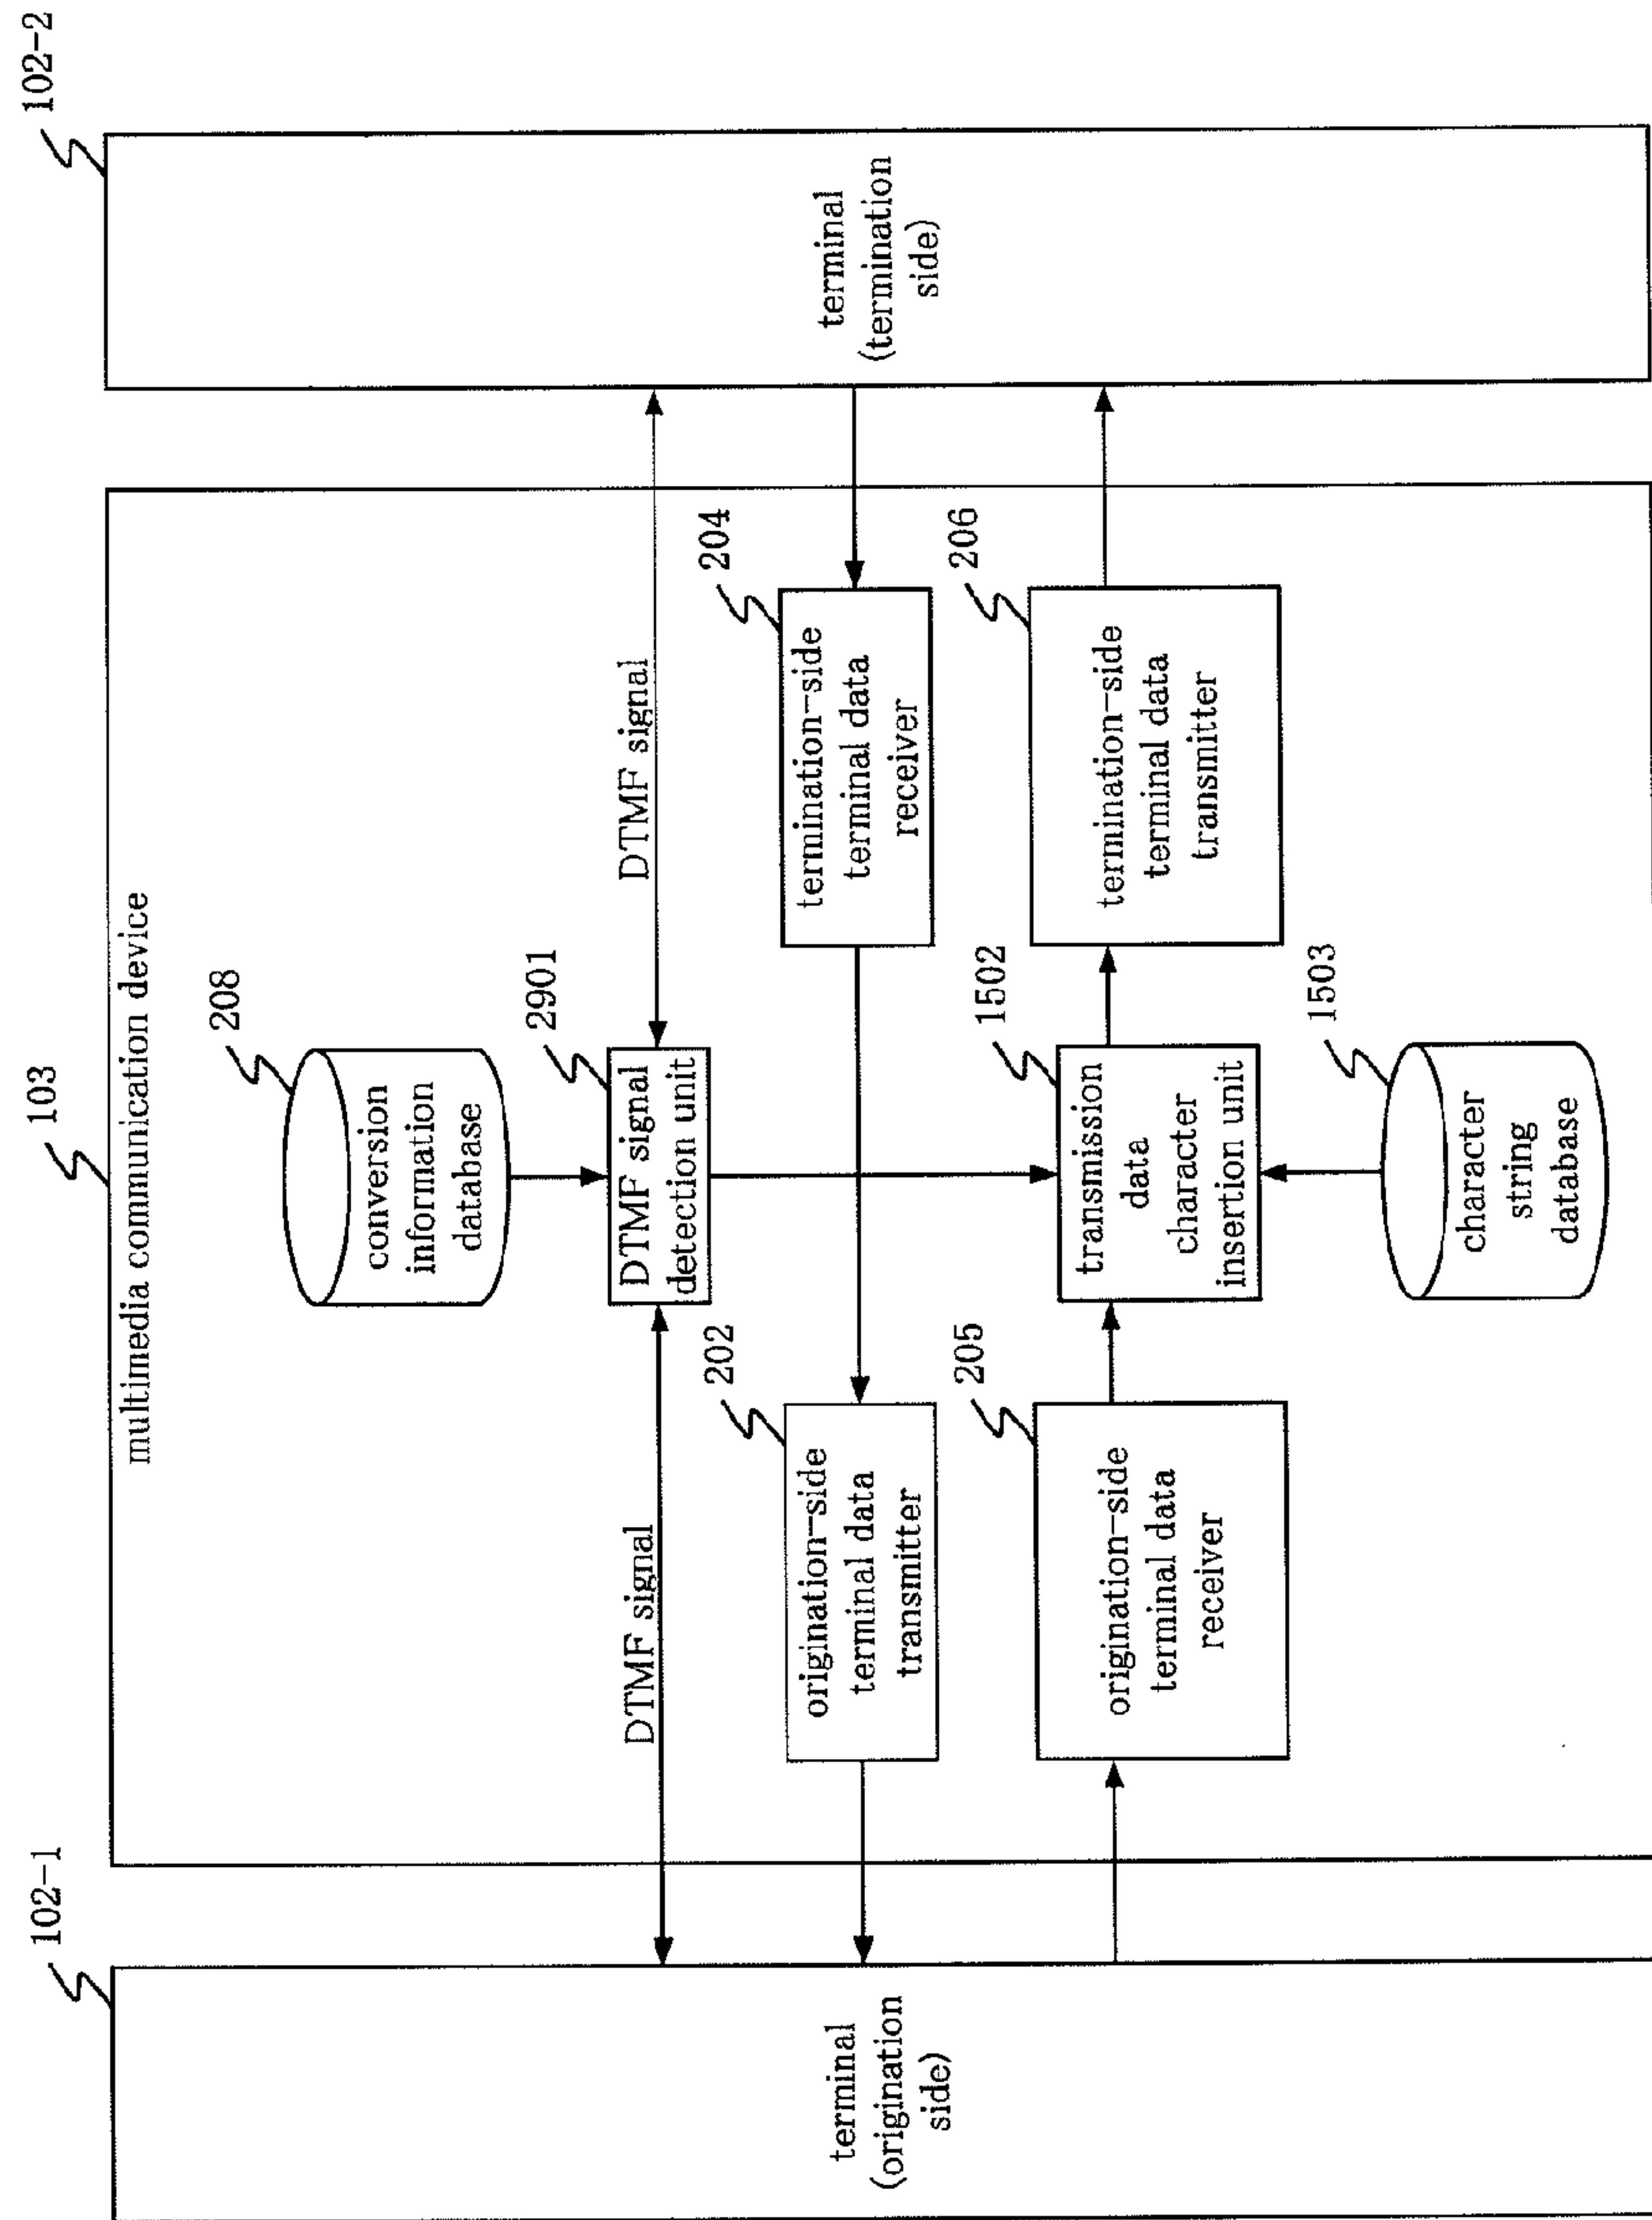 102-1
103
102-2
multimedia communication device
208
conversion
information
database
2901
DTMF signal
detection unit
DTMF signal
DTMF signal
202
origination-side
terminal data
transmitter
204
termination-side
terminal data
receiver
terminal
(origination
side)
terminal
(termination
side)
205
origination-side
terminal data
receiver
1502
transmission
data
character
insertion unit
206
termination-side
terminal data
transmitter
1503
character
string
database